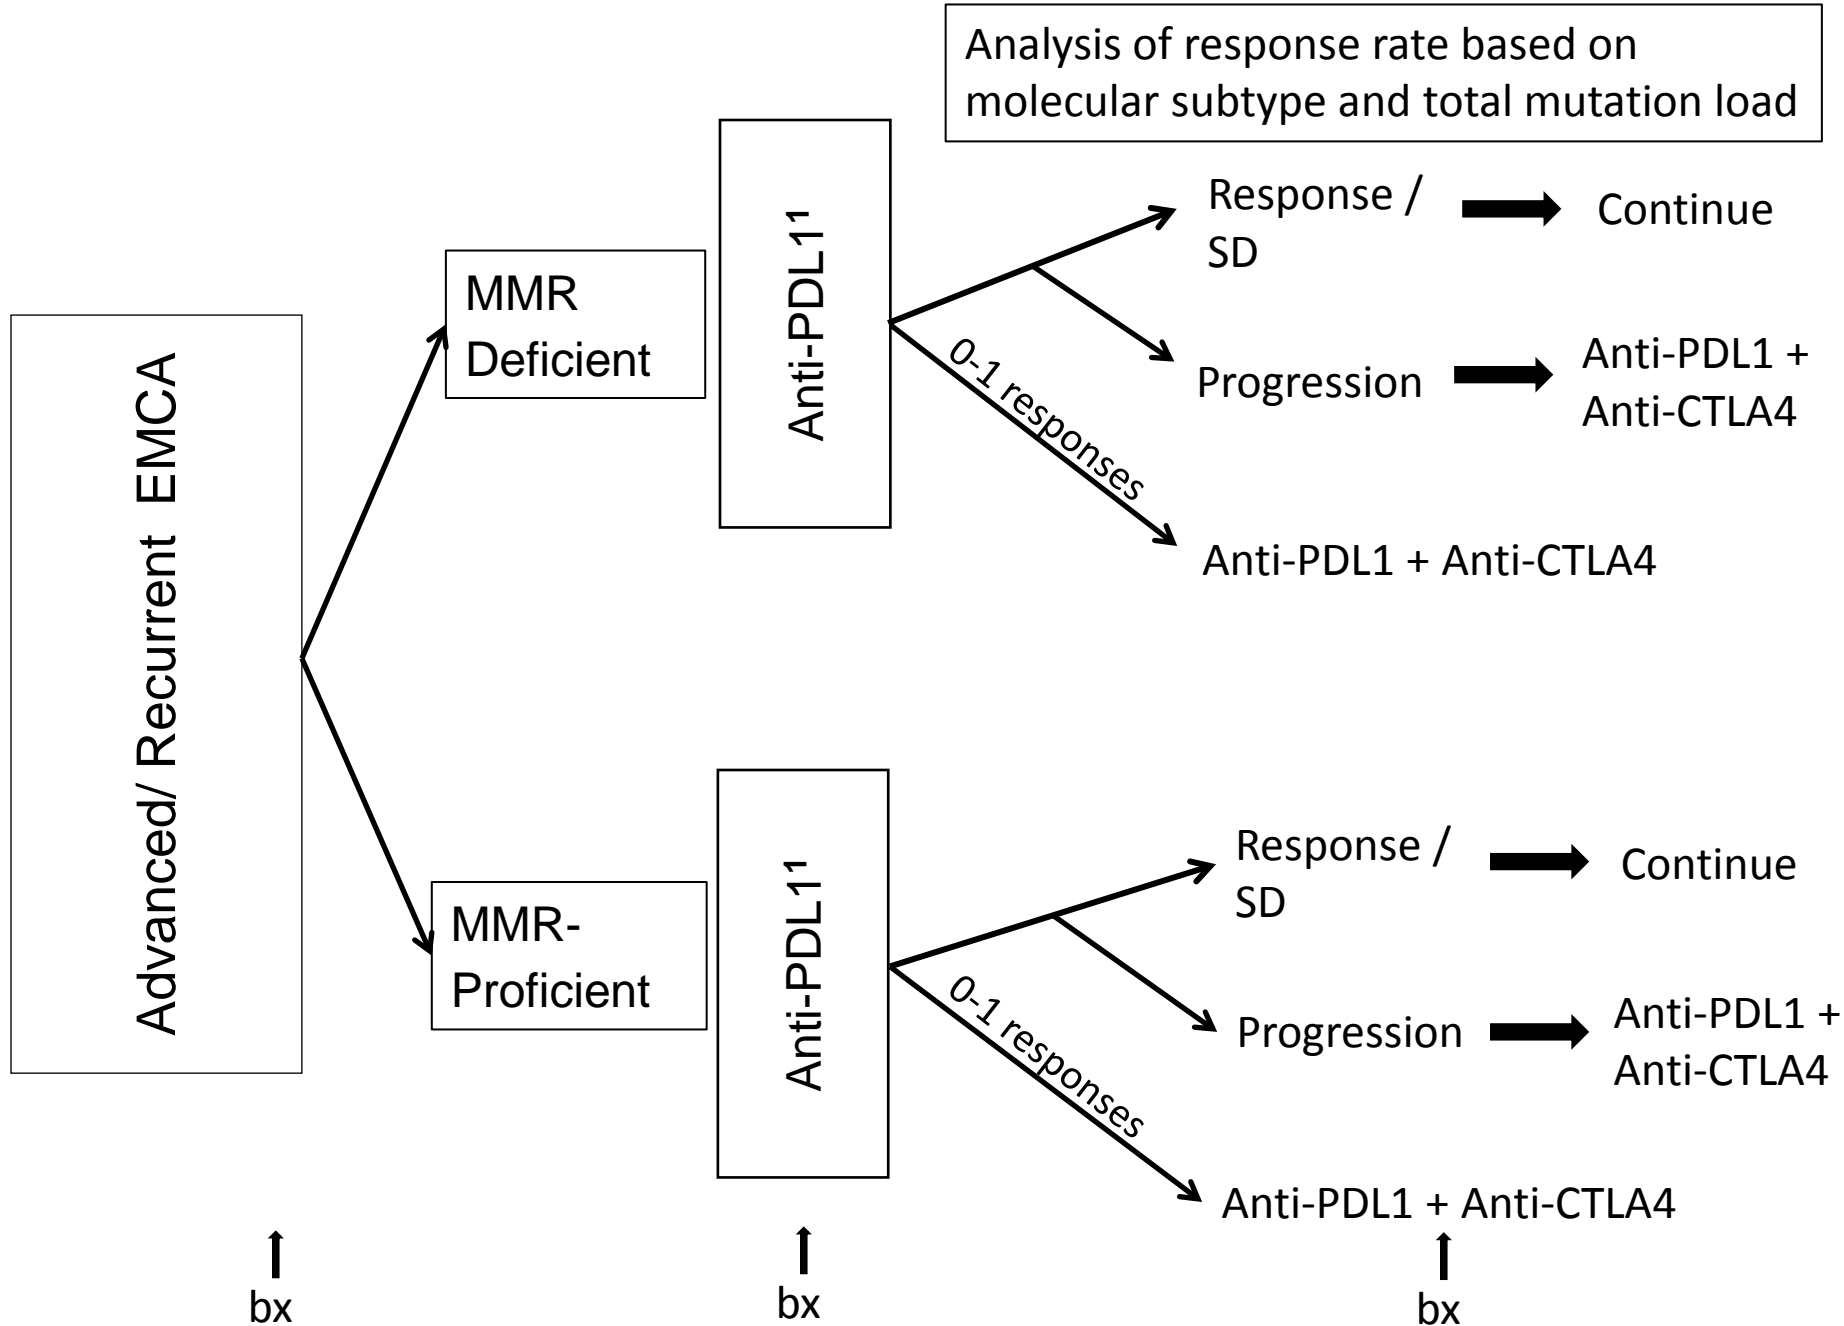 Analysis of response rate based on
molecular subtype and total mutation load
Advanced/ Recurrent EMCA
MMR
Deficient
Anti-PDL1¹
Response /
SD
Continue
Progression
Anti-PDL1 +
Anti-CTLA4
0-1 responses
Anti-PDL1 + Anti-CTLA4
MMR-
Proficient
Anti-PDL1¹
Response /
SD
Continue
Progression
Anti-PDL1 +
Anti-CTLA4
0-1 responses
Anti-PDL1 + Anti-CTLA4
bx
bx
bx